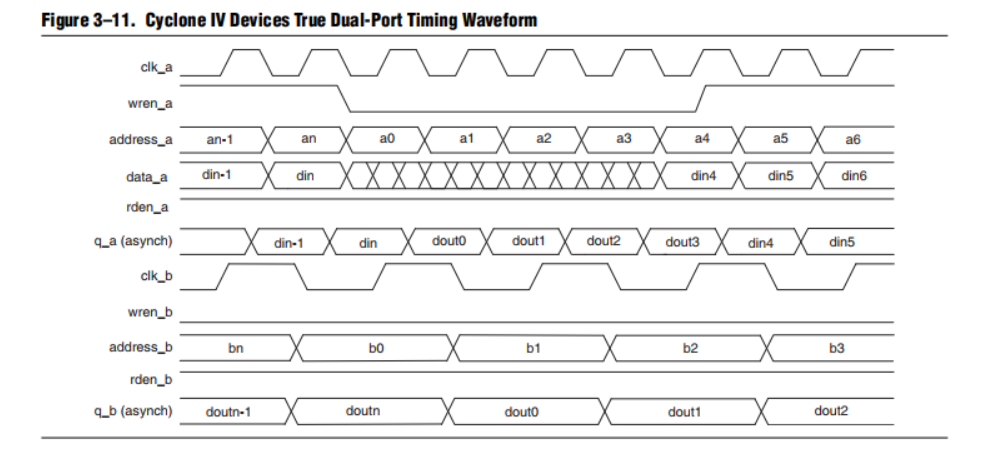 Figure 3–11. Cyclone IV Devices True Dual-Port Timing Waveform
clk_a
wren_a
address_a an-1 an a0 a1 a2 a3 a4 a5 a6
data_a din-1 din din4 din5 din6
rden_a
q_a (asynch) din-1 din dout0 dout1 dout2 dout3 din4 din5
clk_b
wren_b
address_b bn b0 b1 b2 b3
rden_b
q_b (asynch) doutn-1 doutn dout0 dout1 dout2